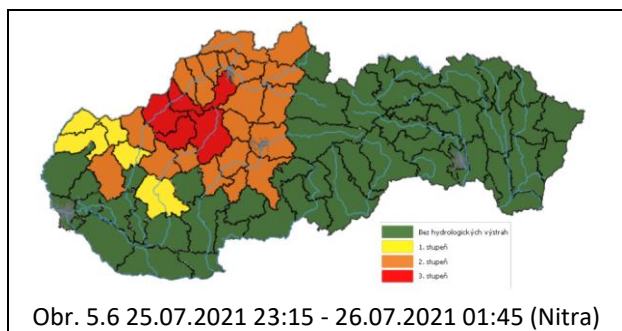 Bez hydrologických výstrah
1. stupeň
2. stupeň
3. stupeň
Obr. 5.6 25.07.2021 23:15 - 26.07.2021 01:45 (Nitra)